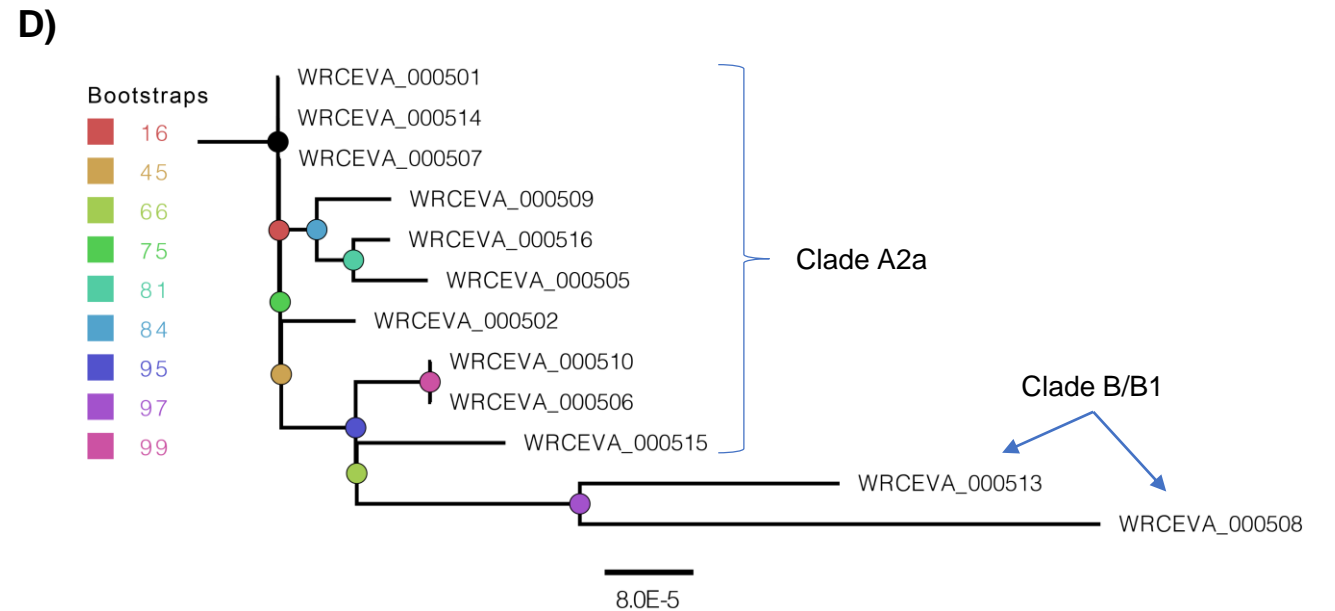 D)
Bootstraps
16
45
66
75
81
84
95
97
99
WRCEVA_000501
WRCEVA_000514
WRCEVA_000507
WRCEVA_000509
WRCEVA_000516
WRCEVA_000505
WRCEVA_000502
WRCEVA_000510
WRCEVA_000506
WRCEVA_000515
WRCEVA_000513
WRCEVA_000508
Clade A2a
Clade B/B1
8.0E-5